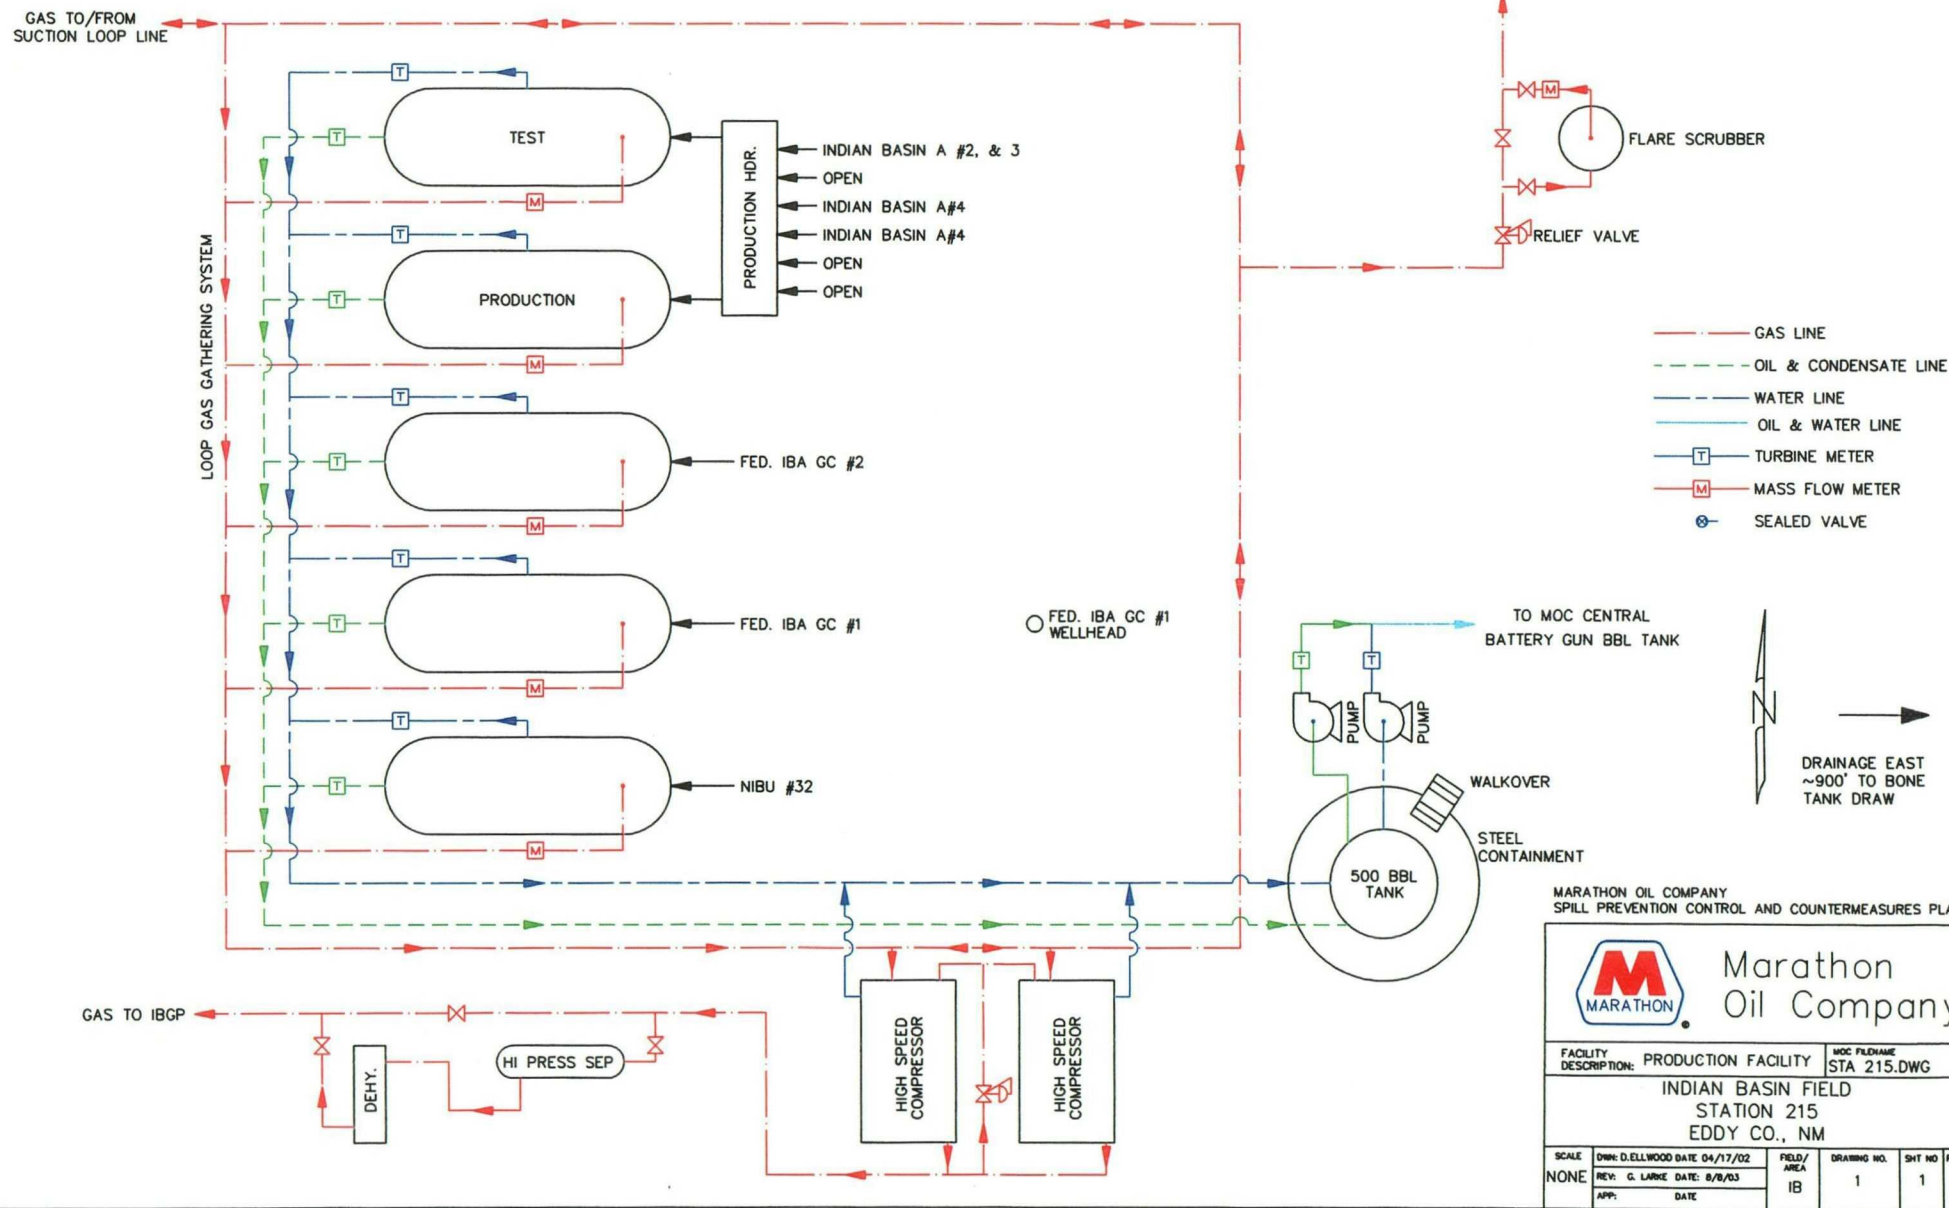 GAS TO/FROM
SUCTION LOOP LINE
T
TEST
T
M
PRODUCTION HDR.
INDIAN BASIN A #2, & 3
OPEN
INDIAN BASIN A#4
INDIAN BASIN A#4
OPEN
OPEN
M
FLARE SCRUBBER
RELIEF VALVE
LOOP GAS GATHERING SYSTEM
T
PRODUCTION
T
M
T
T
FED. IBA GC #2
M
T
T
FED. IBA GC #1
M
FED. IBA GC #1
WELLHEAD
T
T
NIBU #32
M
GAS LINE
OIL & CONDENSATE LINE
WATER LINE
OIL & WATER LINE
T TURBINE METER
M MASS FLOW METER
SEALED VALVE
TO MOC CENTRAL
BATTERY GUN BBL TANK
T
T
PUMP
PUMP
WALKOVER
STEEL
CONTAINMENT
500 BBL
TANK
N
DRAINAGE EAST
~900' TO BONE
TANK DRAW
GAS TO IBGP
DEHY.
HI PRESS SEP
HIGH SPEED
COMPRESSOR
HIGH SPEED
COMPRESSOR
MARATHON OIL COMPANY
SPILL PREVENTION CONTROL AND COUNTERMEASURES
M
MARATHON
Marathon
Oil Company
FACILITY
DESCRIPTION: PRODUCTION FACILITY
MOC FILENAME
STA 215.DWG
INDIAN BASIN FIELD
STATION 215
EDDY CO., NM
SCALE
NONE
DWN: D.ELLWOOD DATE 04/17/02
REV: G. LARKE DATE: 8/8/03
APP: DATE
FIELD/
AREA
IB
DRAWING NO.
1
SHT NO
1